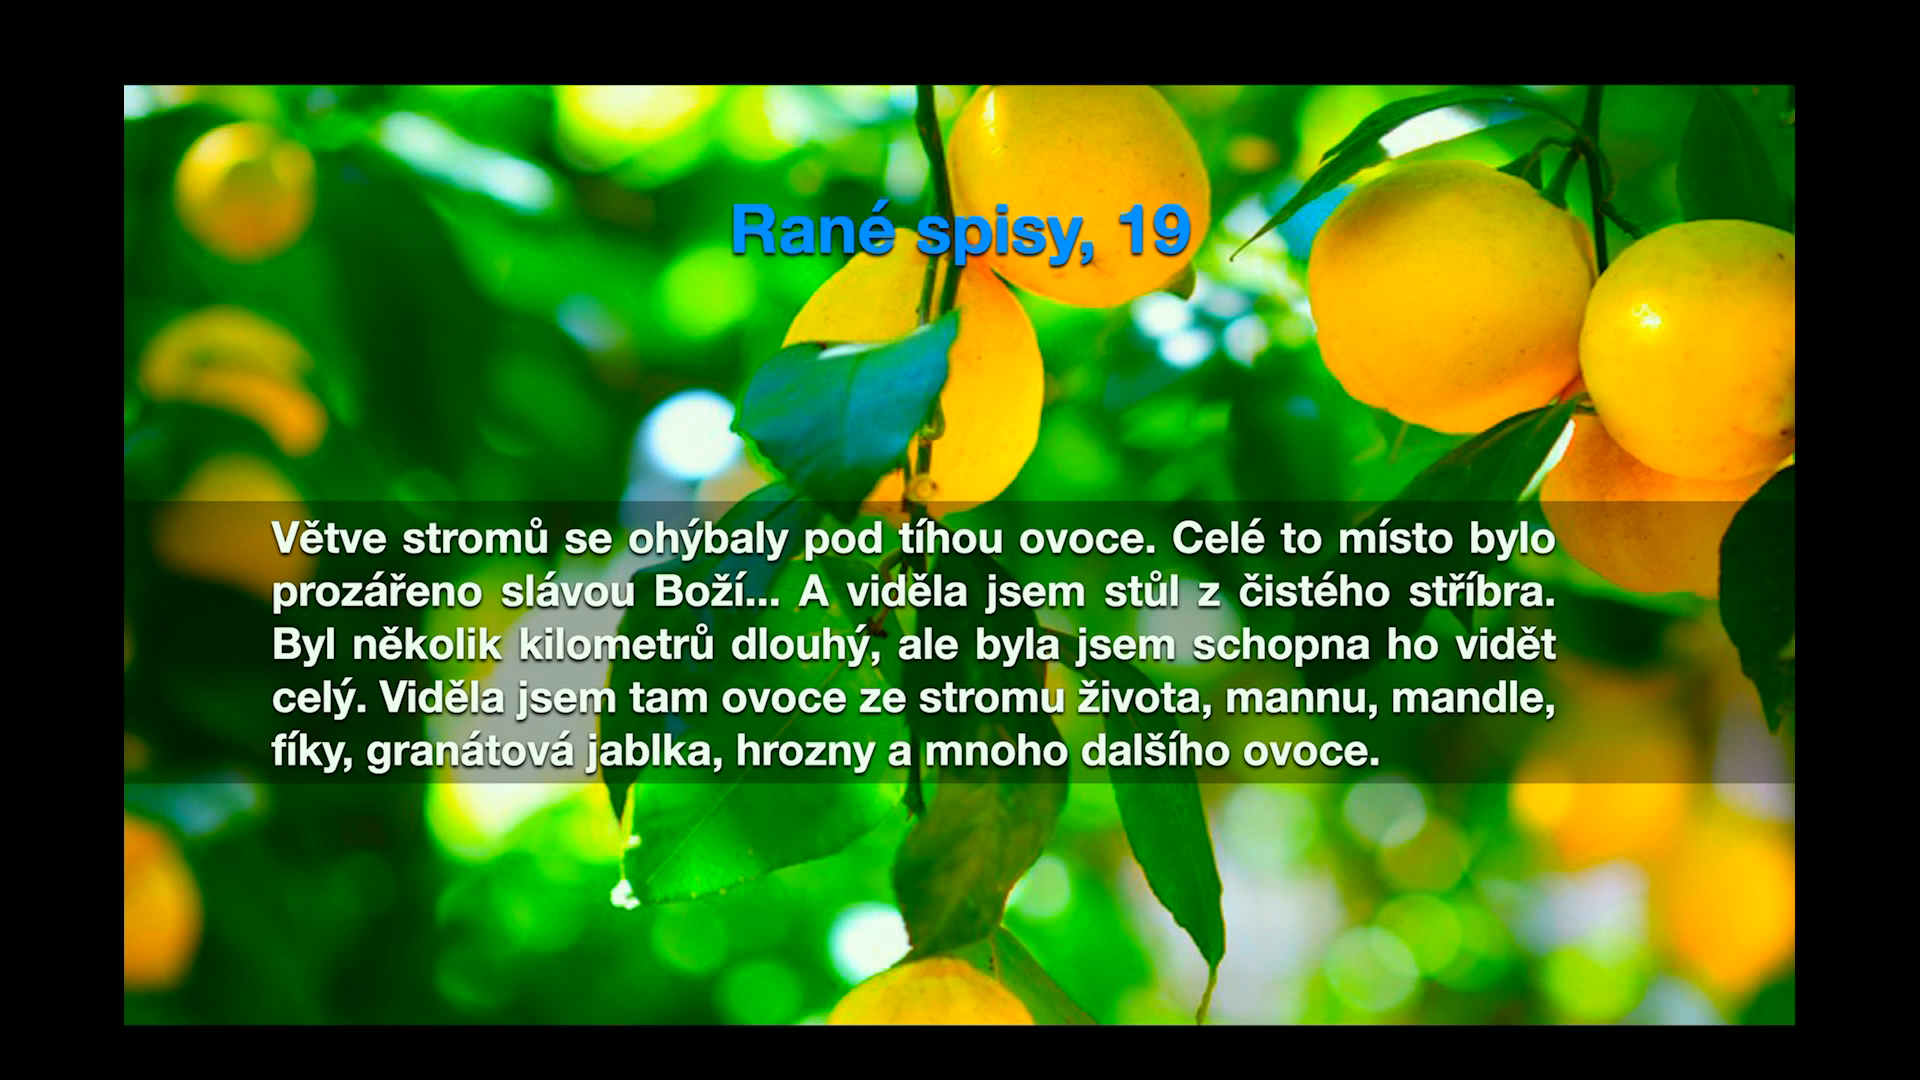 Rané spisy, 19
Větve stromů se ohýbaly pod tíhou ovoce. Celé to místo bylo
prozářeno slávou Boží... A viděla jsem stůl z čistého stříbra.
Byl několik kilometrů dlouhý, ale byla jsem schopna ho vidět
celý. Viděla jsem tam ovoce ze stromu života, mannu, mandle,
fíky, granátová jablka, hrozny a mnoho dalšího ovoce.